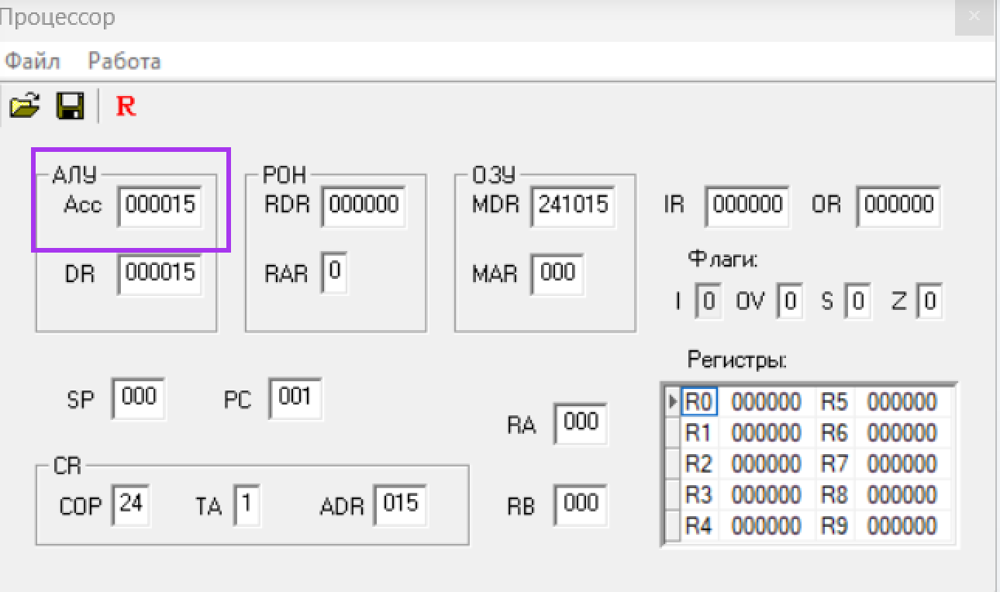 Процессор
Файл Работа
R
АЛУ РОН ОЗУ
Acc 000015 RDR 000000 MDR 241015 IR 000000 OR 000000
Флаги:
DR 000015 RAR 0 MAR 000
I 0 OV 0 S 0 Z 0
Регистры:
SP 000 PC 001
R0 000000 R5 000000
RA 000
R1 000000 R6 000000
CR
R2 000000 R7 000000
COP 24 TA 1 ADR 015 RB 000
R3 000000 R8 000000
R4 000000 R9 000000